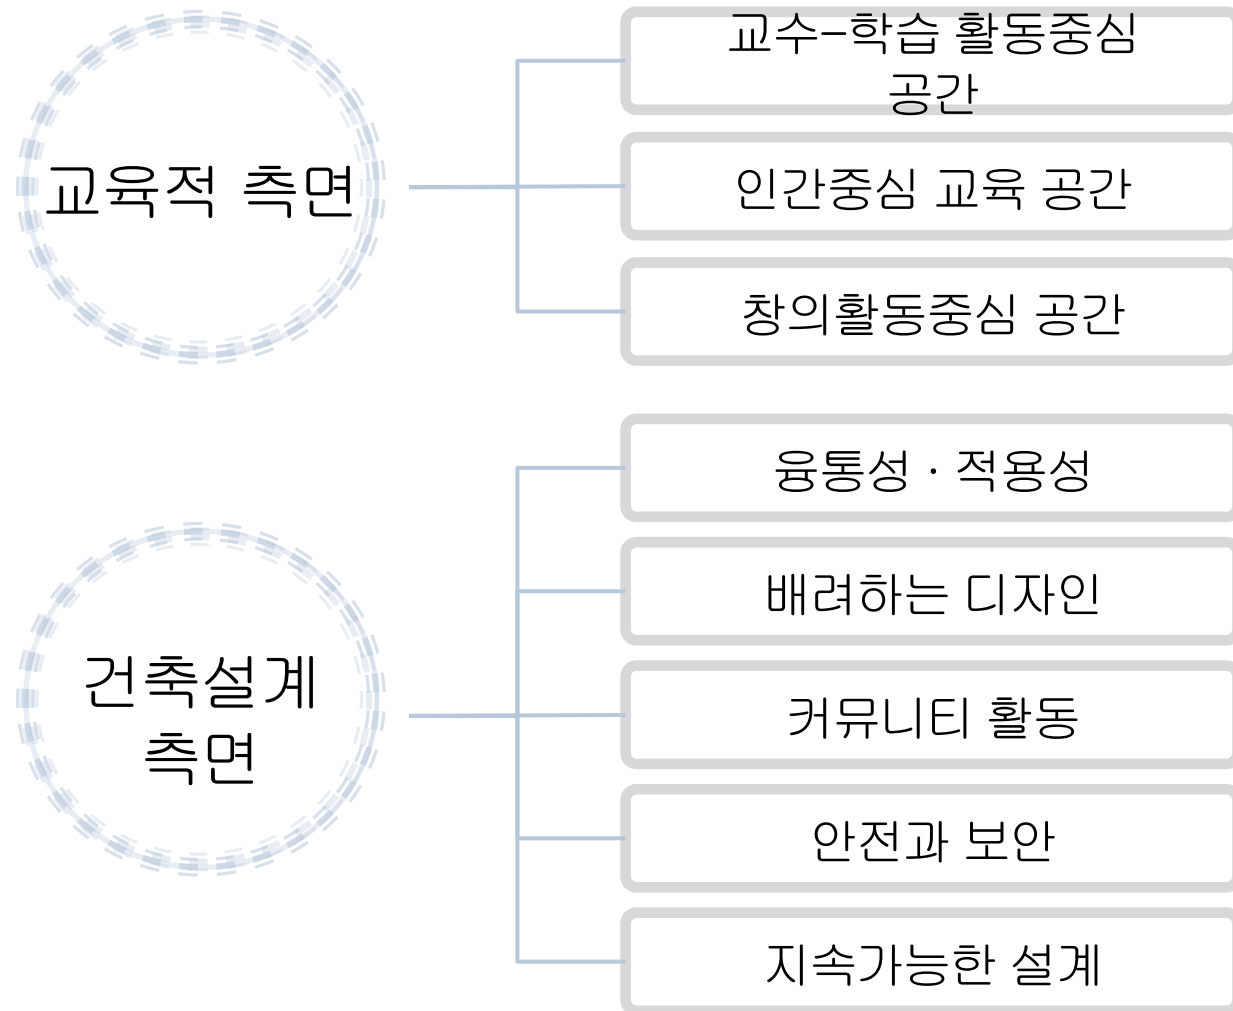 교육적 측면
교수-학습 활동중심
공간
인간중심 교육 공간
창의활동중심 공간
건축설계
측면
융통성 · 적용성
배려하는 디자인
커뮤니티 활동
안전과 보안
지속가능한 설계